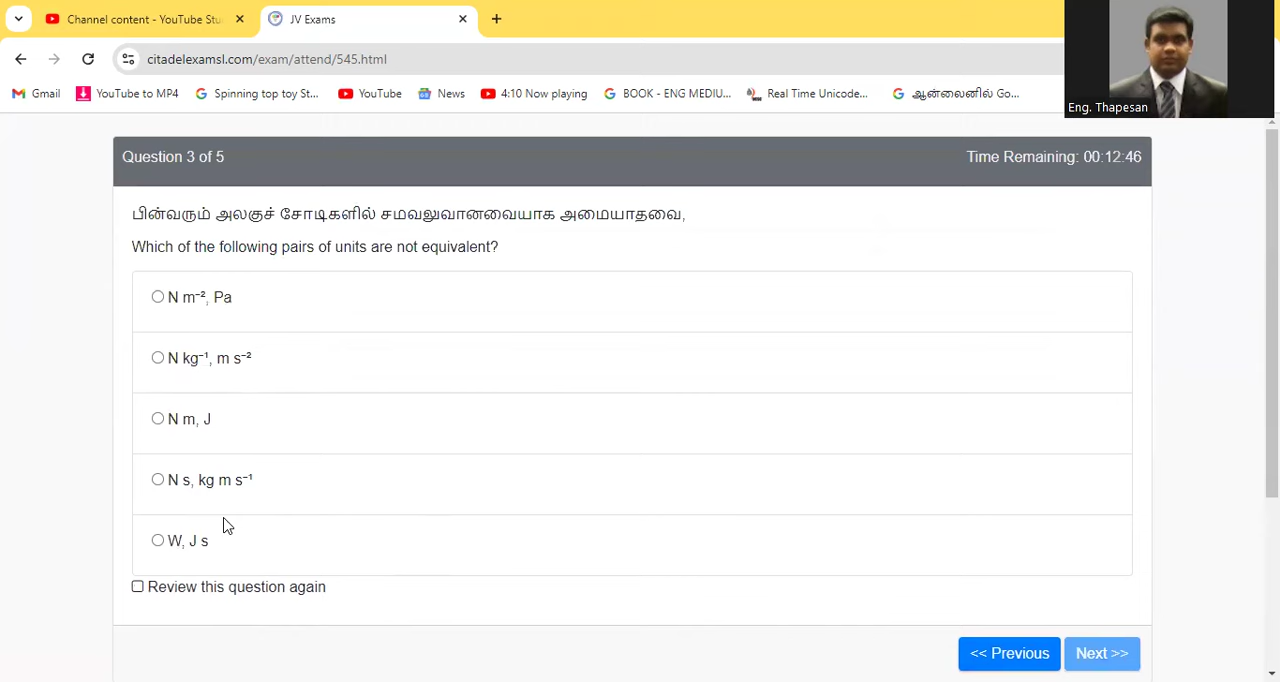 Channel content - YouTube Stu
JV Exams
citadelexamsl.com/exam/attend/545.html
Gmail
YouTube to MP4
Spinning top toy St...
YouTube
News
4:10 Now playing
BOOK - ENG MEDIU...
Real Time Unicode...
ஆன்லைனில் Go...
Eng. Thapesan
Question 3 of 5
Time Remaining: 00:12:46
பின்வரும் அலகுச் சோடிகளில் சமவலுவானவையாக அமையாதவை,
Which of the following pairs of units are not equivalent?
N m⁻², Pa
N kg⁻¹, m s⁻²
N m, J
N s, kg m s⁻¹
W, J s
Review this question again
<< Previous
Next >>